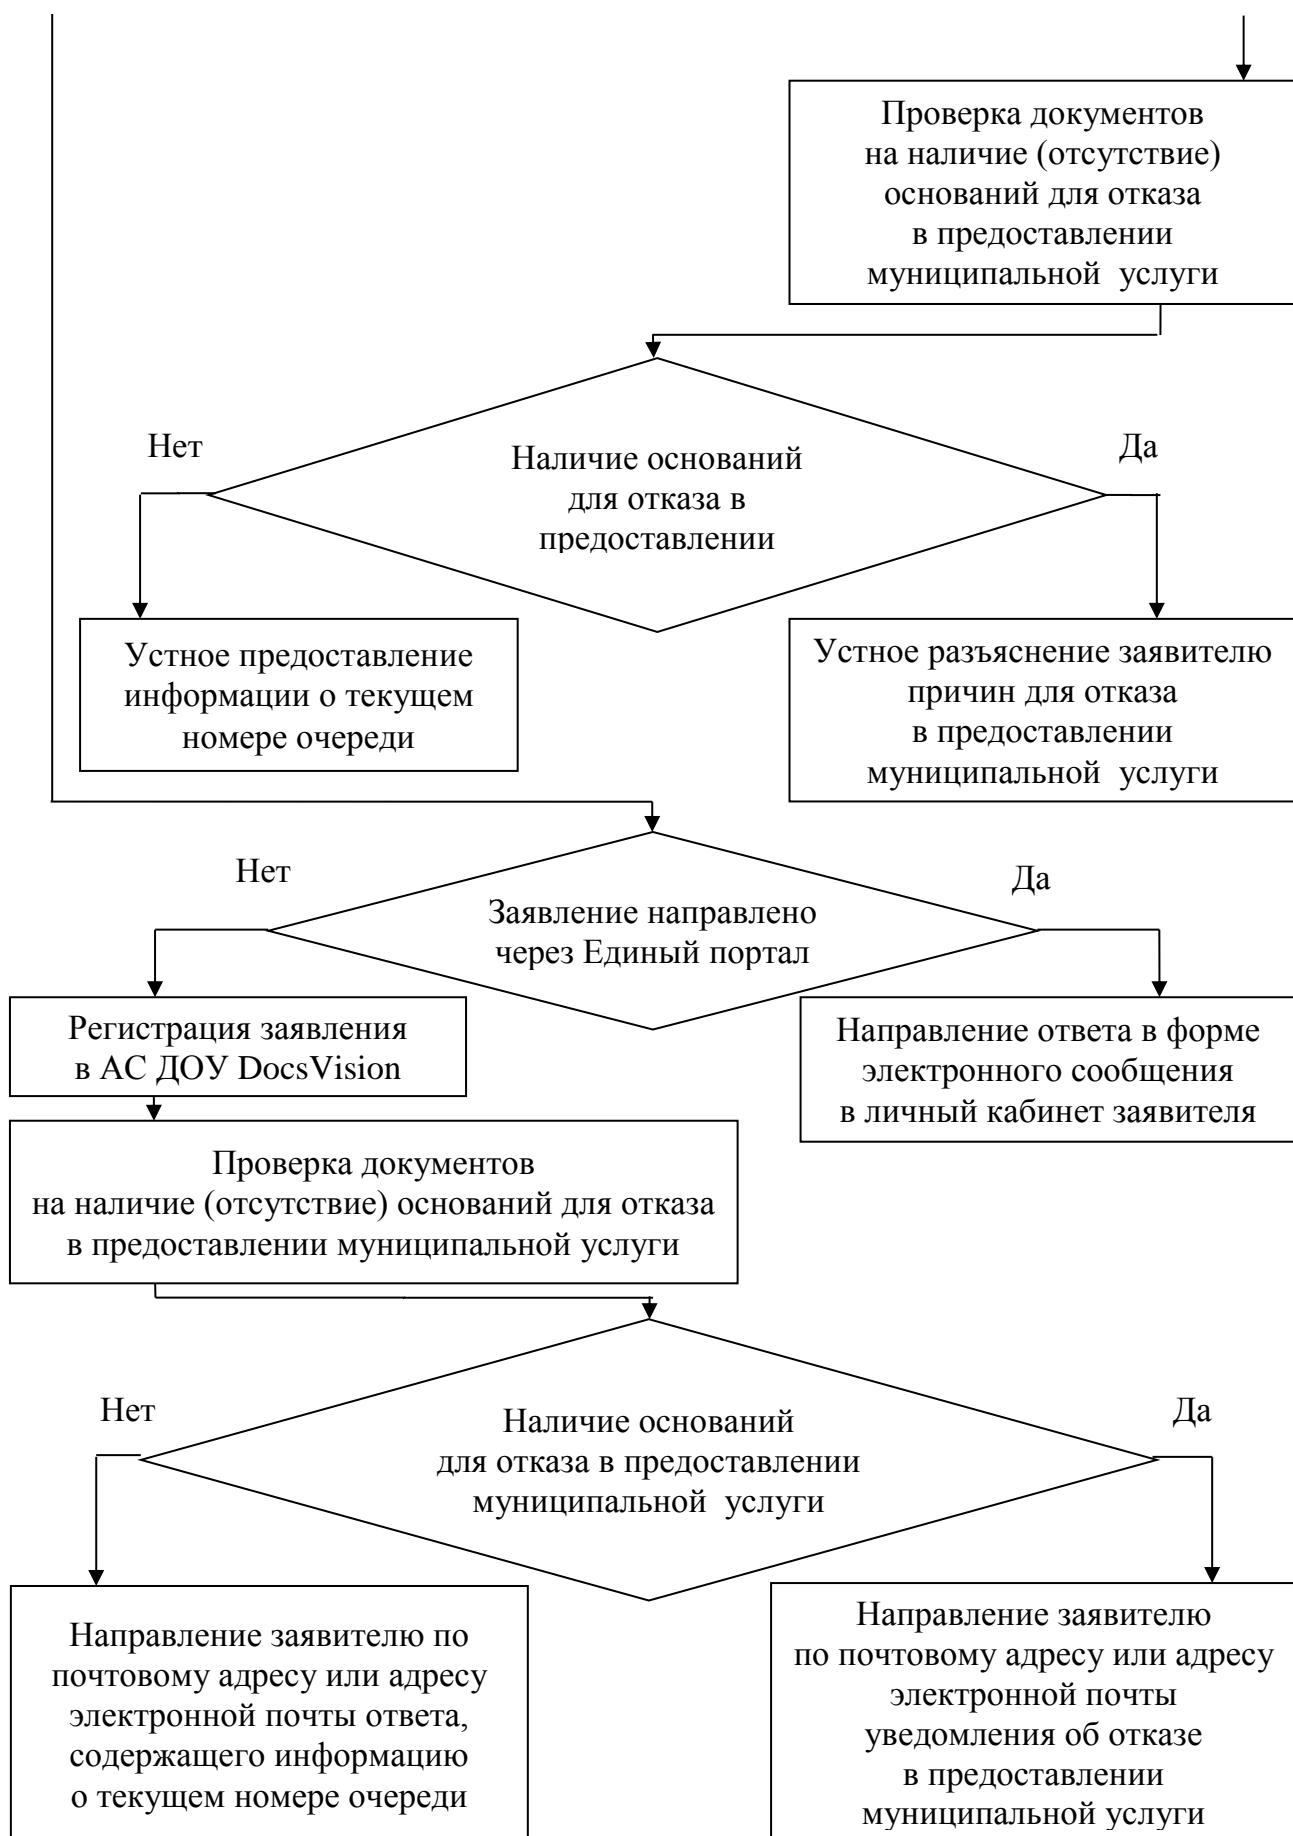 Проверка документов
на наличие (отсутствие)
оснований для отказа
в предоставлении
муниципальной  услуги
Нет
Да
Наличие оснований
для отказа в
предоставлении
Устное предоставление
информации о текущем
номере очереди
Устное разъяснение заявителю
причин для отказа
в предоставлении
муниципальной  услуги
Нет
Да
Заявление направлено
через Единый портал
Регистрация заявления
в АС ДОУ DocsVision
Направление ответа в форме
электронного сообщения
в личный кабинет заявителя
Проверка документов
на наличие (отсутствие) оснований для отказа
в предоставлении муниципальной услуги
Нет
Да
Наличие оснований
для отказа в предоставлении
муниципальной  услуги
Направление заявителю по
почтовому адресу или адресу
электронной почты ответа,
содержащего информацию
о текущем номере очереди
Направление заявителю
по почтовому адресу или адресу
электронной почты
уведомления об отказе
в предоставлении
муниципальной услуги